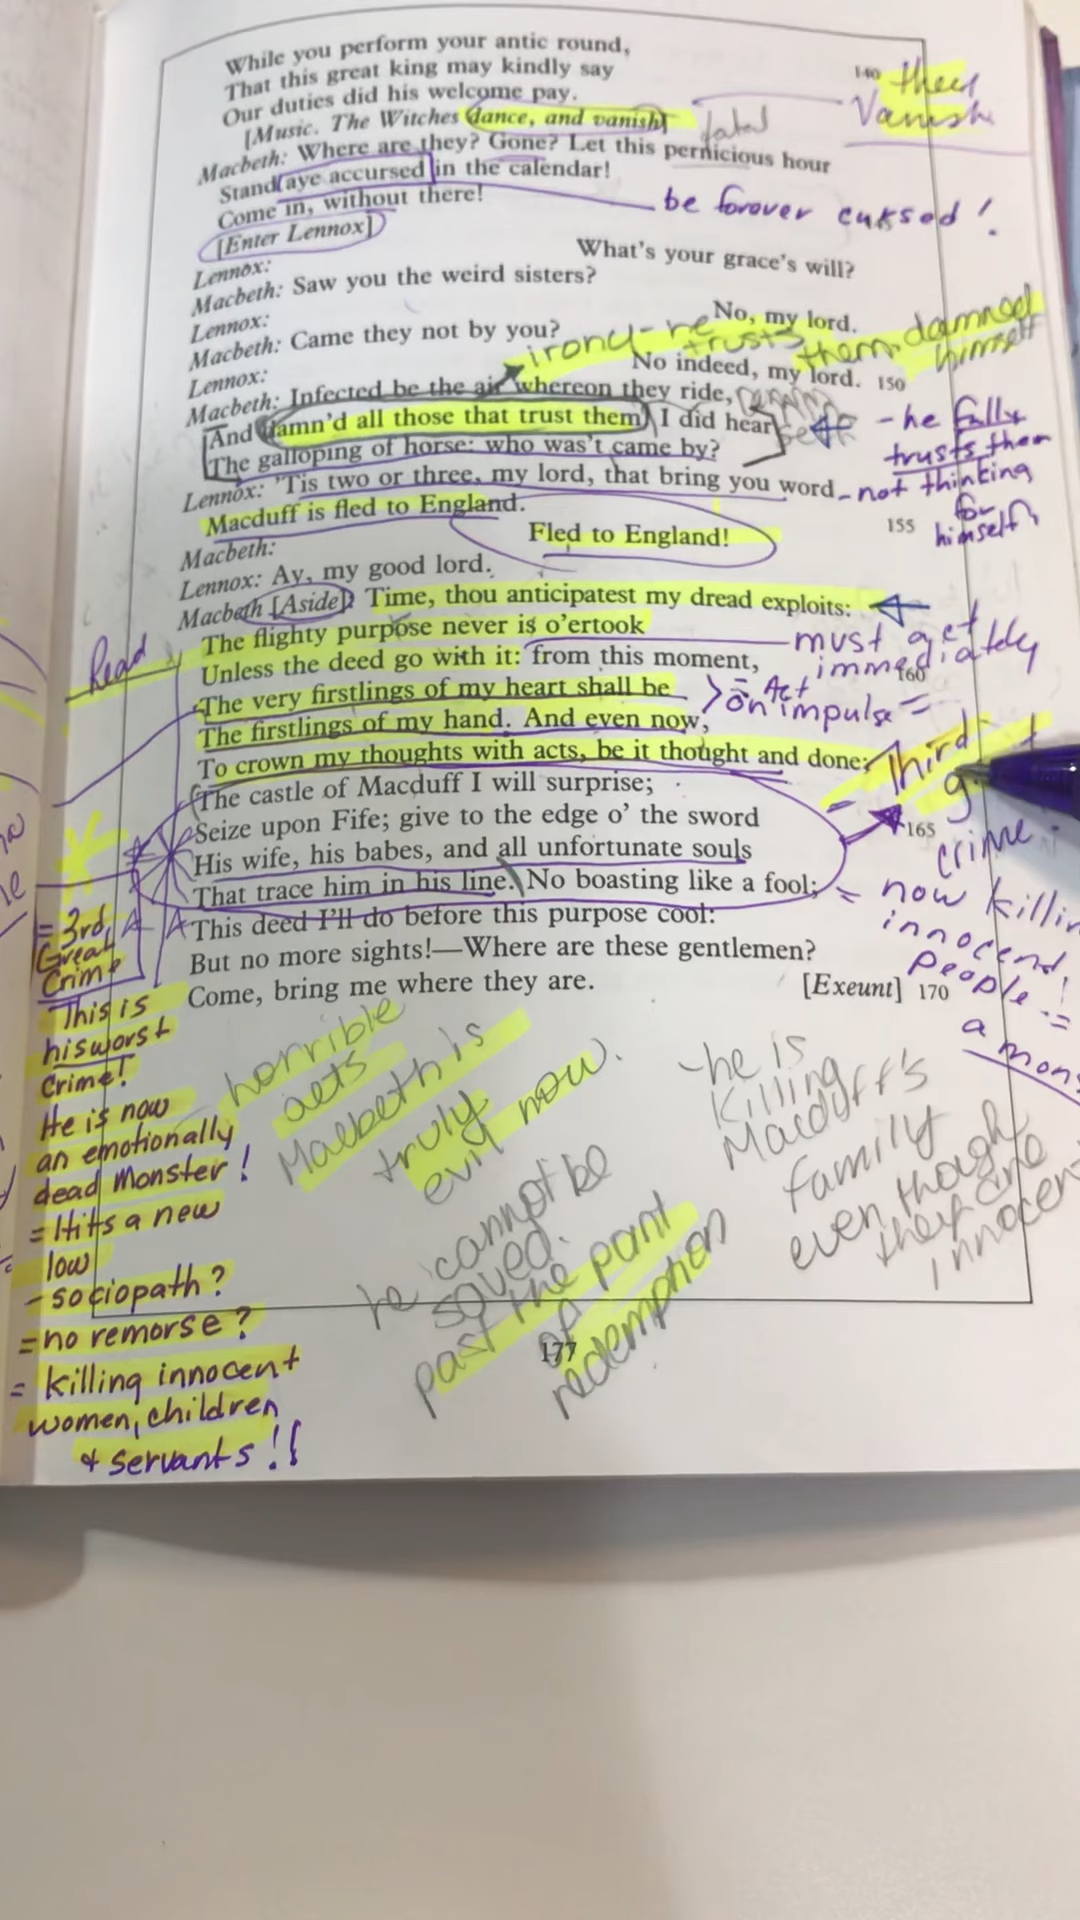 While you perform your antic round,
That this great king may kindly say
140
Our duties did his welcome pay.
they
Vanish
[Music. The Witches dance, and vanish]
fatal
Macbeth: Where are they? Gone? Let this pernicious hour
Stand aye accursed in the calendar!
Come in, without there!
be forever cursed!
[Enter Lennox]
Lennox: What's your grace's will?
Macbeth: Saw you the weird sisters?
Lennox: No, my lord.
Macbeth: Came they not by you?
irony - he trusts them. damned himself
Lennox: No indeed, my lord. 150
Macbeth: Infected be the air whereon they ride,
And damn'd all those that trust them! I did hear
The galloping of horse: who was't came by?
- he fully
trusts them
- not thinking
for
himself
Lennox: 'Tis two or three, my lord, that bring you word
Macduff is fled to England.
Macbeth: Fled to England! 155
Lennox: Ay, my good lord.
Macbeth [Aside]: Time, thou anticipatest my dread exploits:
The flighty purpose never is o'ertook
must act
immediately
Read
Unless the deed go with it: from this moment, 160
The very firstlings of my heart shall be
= Act
on impulse =
The firstlings of my hand. And even now,
To crown my thoughts with acts, be it thought and done;
Third
crime
The castle of Macduff I will surprise;
Seize upon Fife; give to the edge o' the sword 165
His wife, his babes, and all unfortunate souls
That trace him in his line. No boasting like a fool;
= now
innocent
people! =
a
This deed I'll do before this purpose cool:
But no more sights!—Where are these gentlemen?
Come, bring me where they are. [Exeunt] 170
= 3rd
Great
Crime
This is
his worst
crime!
He is now
an emotionally
dead monster!
= Hits a new
low
- sociopath?
= no remorse?
= killing innocent
women, children
+ servants!!
horrible
acts
Macbeth is
truly
evil now.
he cannot be
saved.
past the point
of
redemption
-he is
killing
Macduff's
family
even though
they are
177